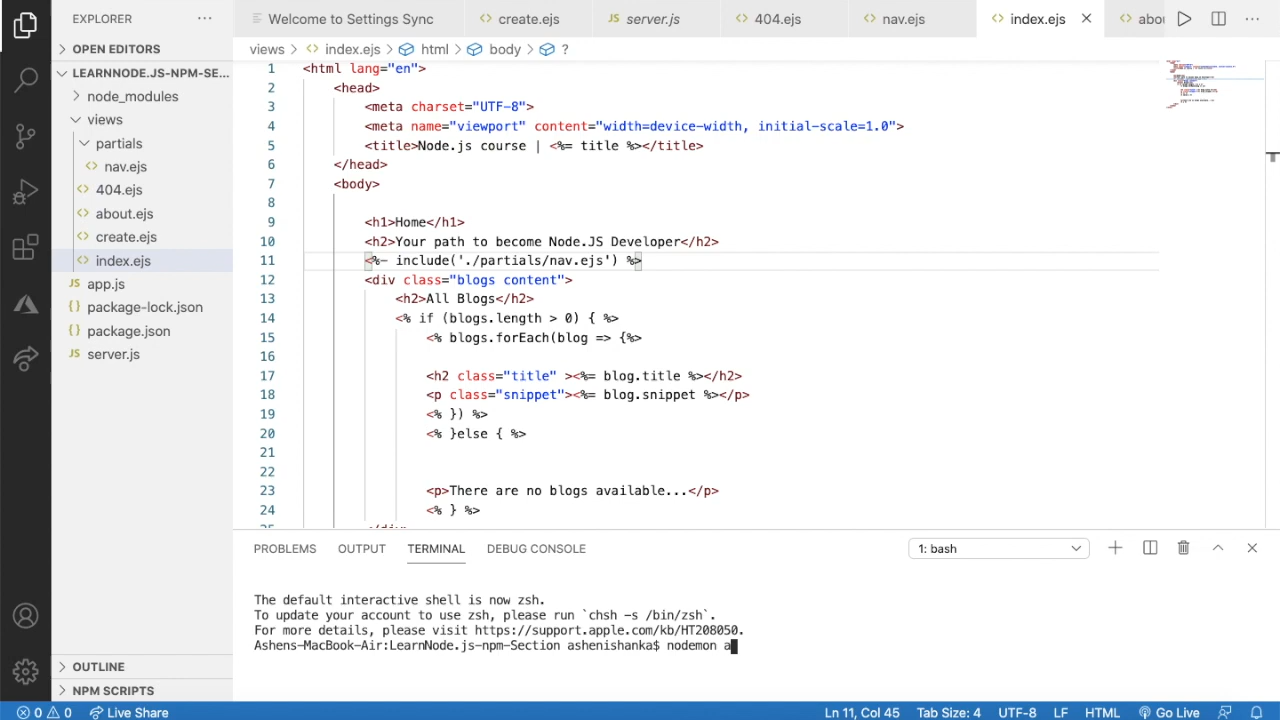 EXPLORER
Welcome to Settings Sync
create.ejs
server.js
404.ejs
nav.ejs
index.ejs
OPEN EDITORS
LEARNNODE.JS-NPM-SE...
node_modules
views
partials
nav.ejs
404.ejs
about.ejs
create.ejs
index.ejs
app.js
package-lock.json
package.json
server.js
OUTLINE
NPM SCRIPTS
views > index.ejs > html > body > ?
1 <html lang="en">
2 <head>
3 <meta charset="UTF-8">
4 <meta name="viewport" content="width=device-width, initial-scale=1.0">
5 <title>Node.js course | <%= title %></title>
6 </head>
7 <body>
8
9 <h1>Home</h1>
10 <h2>Your path to become Node.JS Developer</h2>
11 <%- include('./partials/nav.ejs') %>
12 <div class="blogs content">
13 <h2>All Blogs</h2>
14 <% if (blogs.length > 0) { %>
15 <% blogs.forEach(blog => {%>
16
17 <h2 class="title" ><%= blog.title %></h2>
18 <p class="snippet"><%= blog.snippet %></p>
19 <% }) %>
20 <% }else { %>
21
22
23 <p>There are no blogs available...</p>
24 <% } %>
PROBLEMS OUTPUT TERMINAL DEBUG CONSOLE 1: bash
The default interactive shell is now zsh.
To update your account to use zsh, please run `chsh -s /bin/zsh`.
For more details, please visit https://support.apple.com/kb/HT208050.
Ashens-MacBook-Air:LearnNode.js-npm-Section ashenishanka$ nodemon a
0 0 Live Share Ln 11, Col 45 Tab Size: 4 UTF-8 LF HTML Go Live